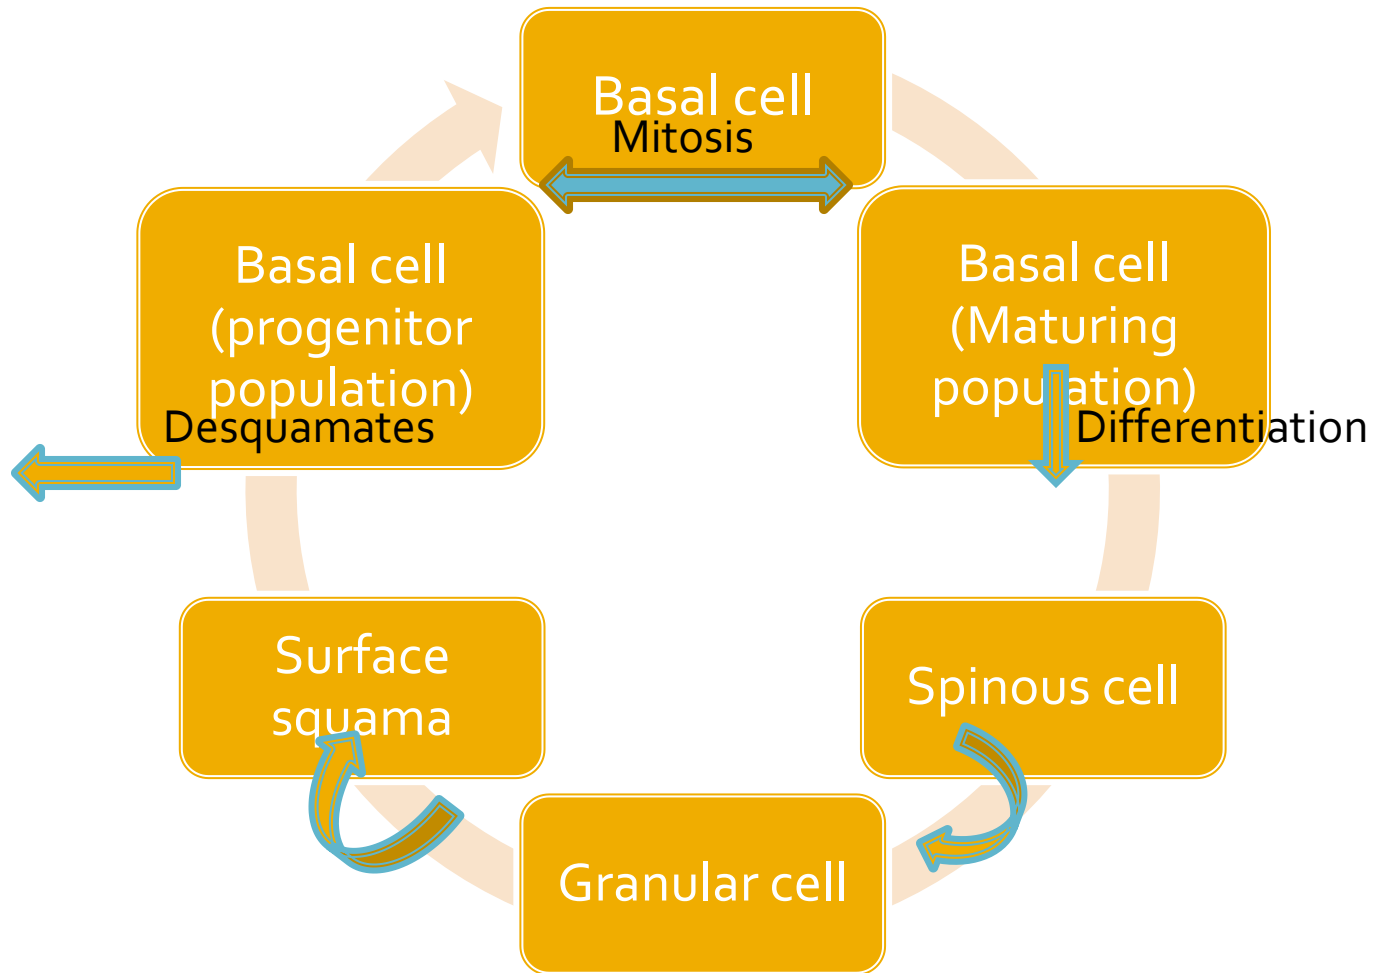 Basal cell
Mitosis
Basal cell
(progenitor
population)
Desquamates
Basal cell
(Maturing
population)
Differentiation
Surface
squama
Spinous cell
Granular cell